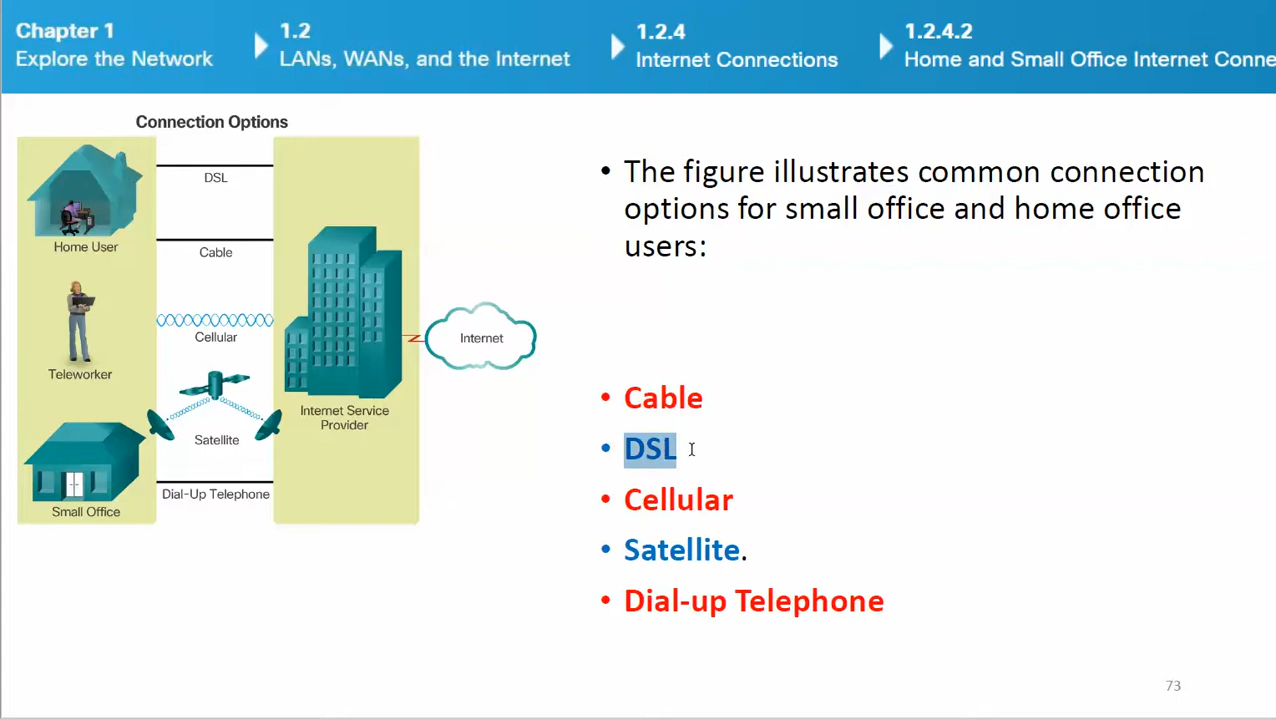 Chapter 1
Explore the Network
1.2
LANs, WANs, and the Internet
1.2.4
Internet Connections
1.2.4.2
Home and Small Office Internet Conne
Connection Options
DSL
Home User
Cable
Cellular
Teleworker
Internet
Internet Service
Provider
Satellite
Dial-Up Telephone
Small Office
• The figure illustrates common connection
options for small office and home office
users:
• Cable
• DSL
• Cellular
• Satellite.
• Dial-up Telephone
73